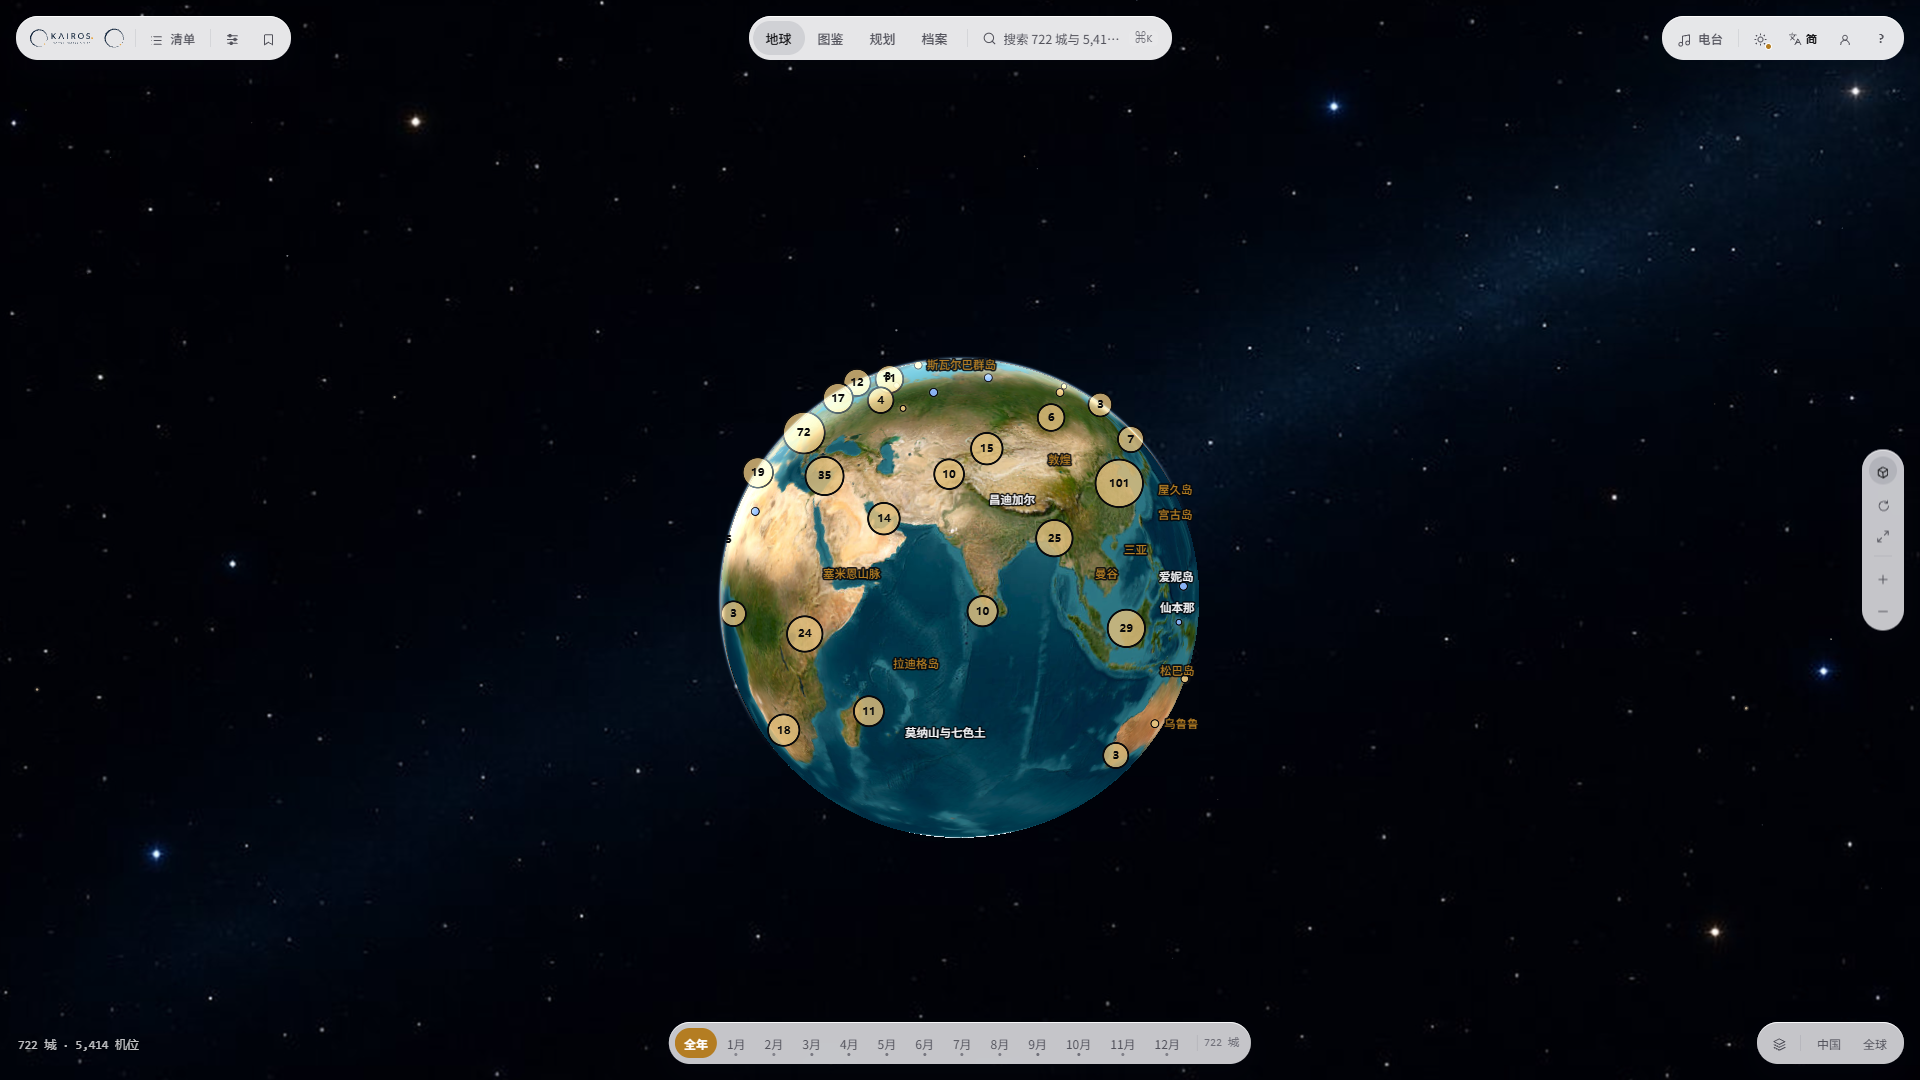 KAIROS
清单
地球
图鉴
规划
档案
搜索 722 城与 5,41…
⌘K
电台
简
?
斯瓦尔巴群岛
12
17
4
3
72
6
7
15
敦煌
19
35
10
101
昌迪加尔
屋久岛
14
宫古岛
25
三亚
塞米恩山脉
曼谷
爱妮岛
仙本那
3
10
24
29
拉迪格岛
松巴岛
11
18
莫纳山与七色土
乌鲁鲁
3
722 城 · 5,414 机位
全年
1月
2月
3月
4月
5月
6月
7月
8月
9月
10月
11月
12月
722 城
中国
全球